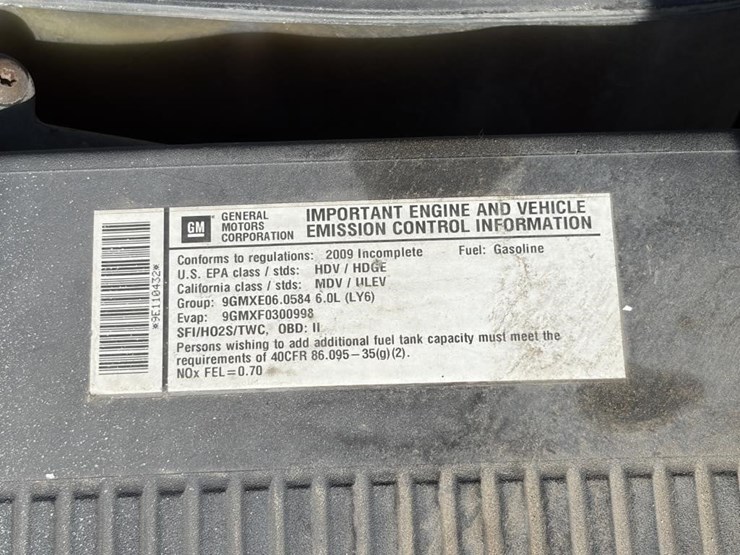 GM
GENERAL
MOTORS
CORPORATION
IMPORTANT ENGINE AND VEHICLE
EMISSION CONTROL INFORMATION
Conforms to regulations: 2009 Incomplete Fuel: Gasoline
U.S. EPA class / stds: HDV / HDGE
California class / stds: MDV / ULEV
Group: 9GMXE06.0584 6.0L (LY6)
Evap: 9GMXF0300998
SFI/HO2S/TWC, OBD: II
Persons wishing to add additional fuel tank capacity must meet the
requirements of 40CFR 86.095-35(g)(2).
NOx FEL=0.70
*9E110432*